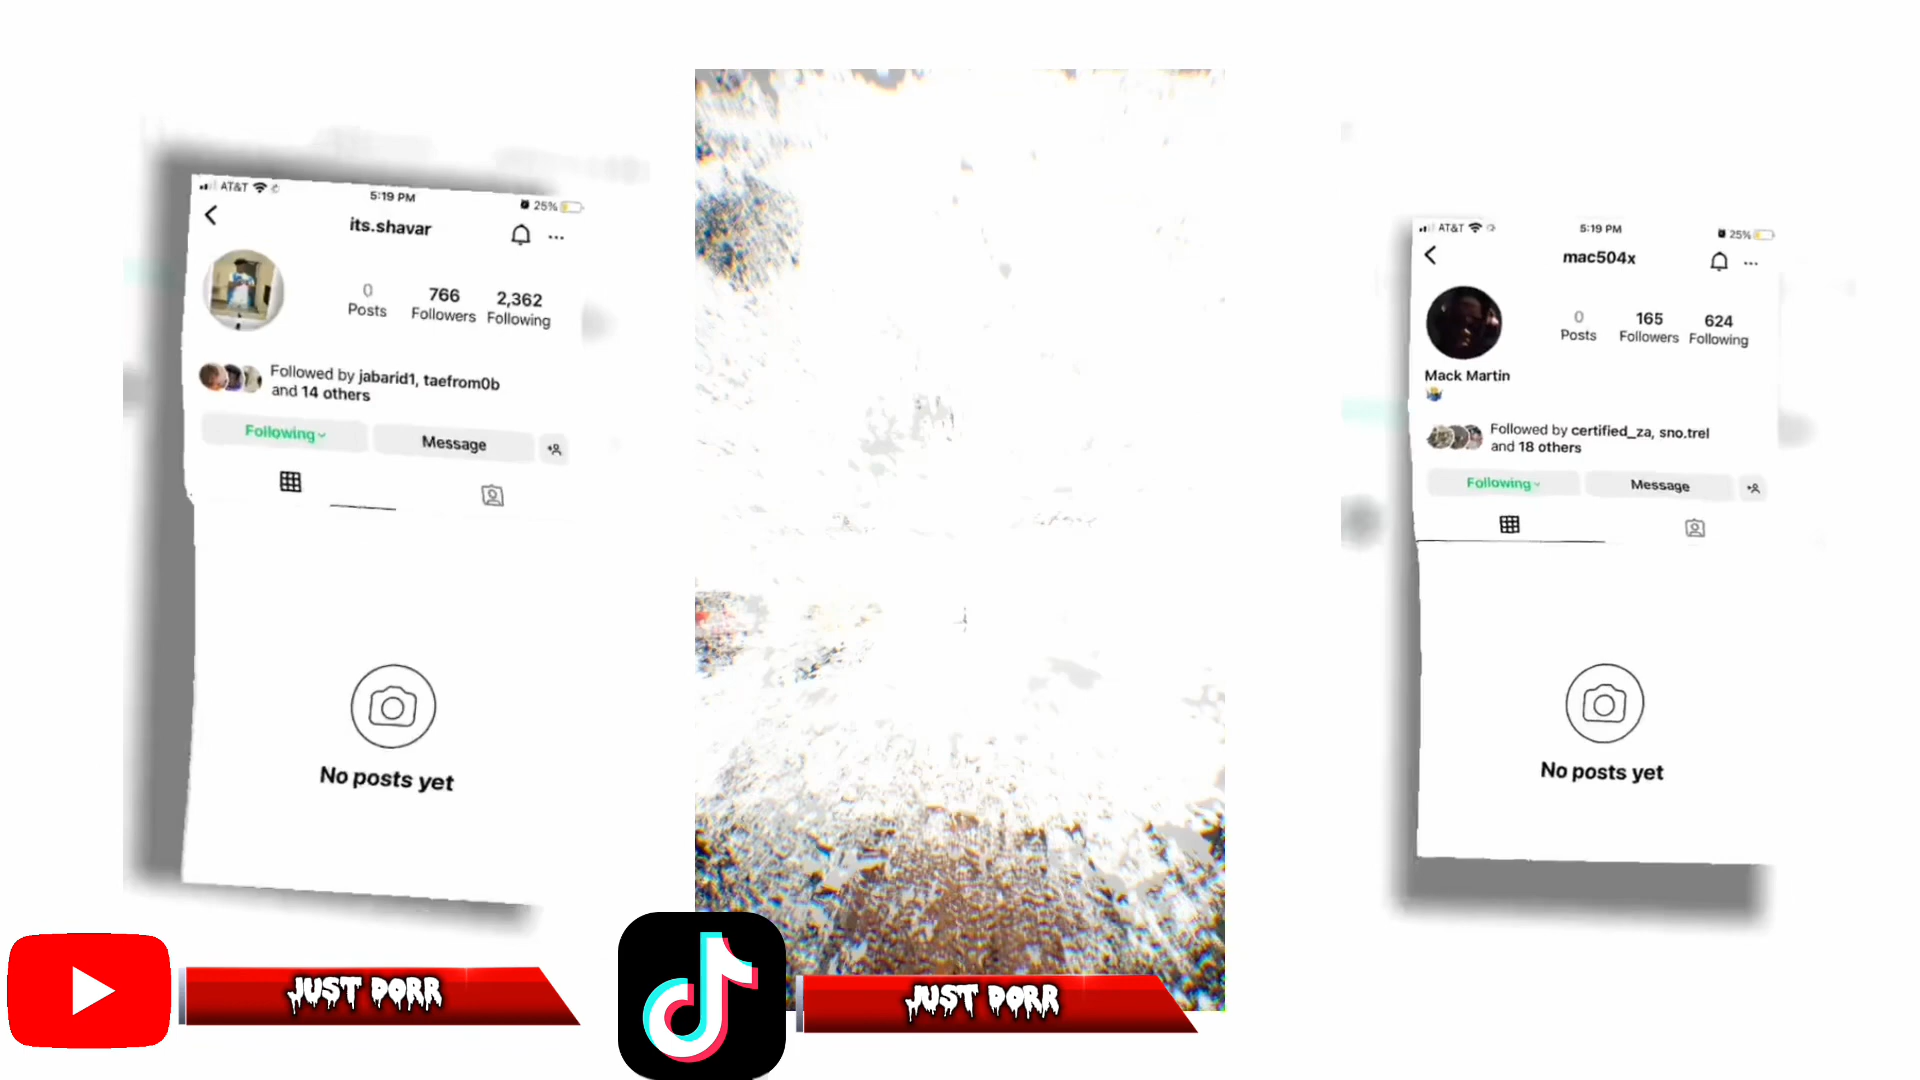 AT&T
5:19 PM
25%
its.shavar
0
766
2,362
Posts
Followers
Following
Followed by jabarid1, taefrom0b
and 14 others
Following
Message
No posts yet
AT&T
5:19 PM
25%
mac504x
0
165
624
Posts
Followers
Following
Mack Martin
Followed by certified_za, sno.trel
and 18 others
Following
Message
No posts yet
JUST DORR
JUST DORR